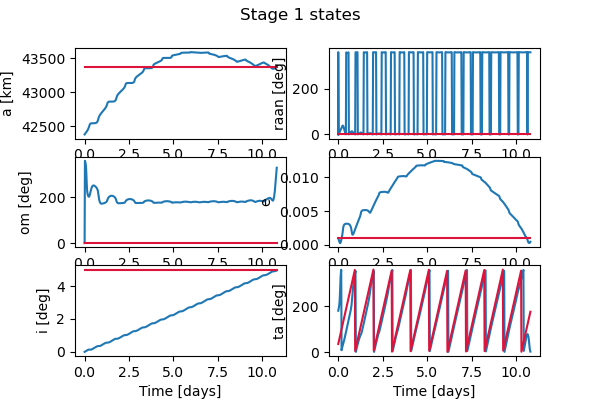 Stage 1 states
a [km]
43500
43000
42500
0.0 2.5 5.0 7.5 10.0
raan [deg]
200
0
0.0 2.5 5.0 7.5 10.0
om [deg]
200
0
0.0 2.5 5.0 7.5 10.0
e
0.010
0.005
0.000
0.0 2.5 5.0 7.5 10.0
i [deg]
4
2
0
0.0 2.5 5.0 7.5 10.0
Time [days]
ta [deg]
200
0
0.0 2.5 5.0 7.5 10.0
Time [days]